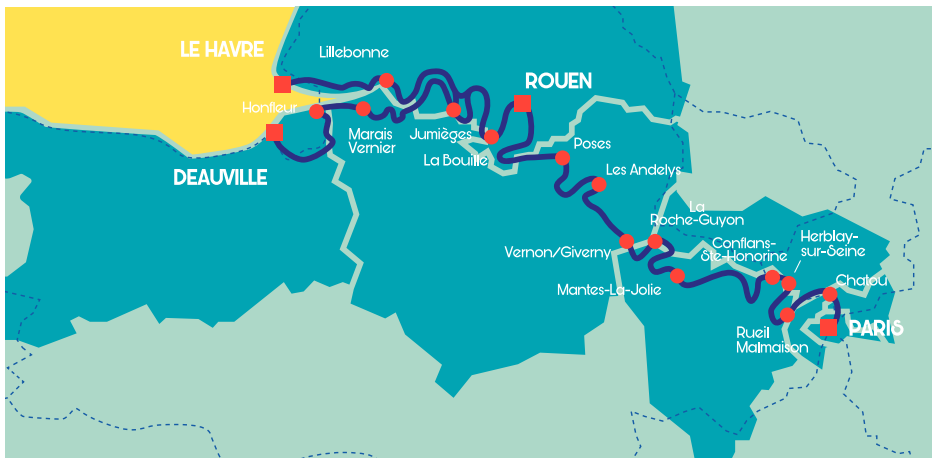 LE HAVRE
Lillebonne
ROUEN
Honfleur
Marais
Vernier
Jumièges
La Bouille
Poses
DEAUVILLE
Les Andelys
La
Roche-Guyon
Vernon/Giverny
Conflans-
Ste-Honorine
Herblay-
sur-Seine
Mantes-La-Jolie
Chatou
Rueil
Malmaison
PARIS